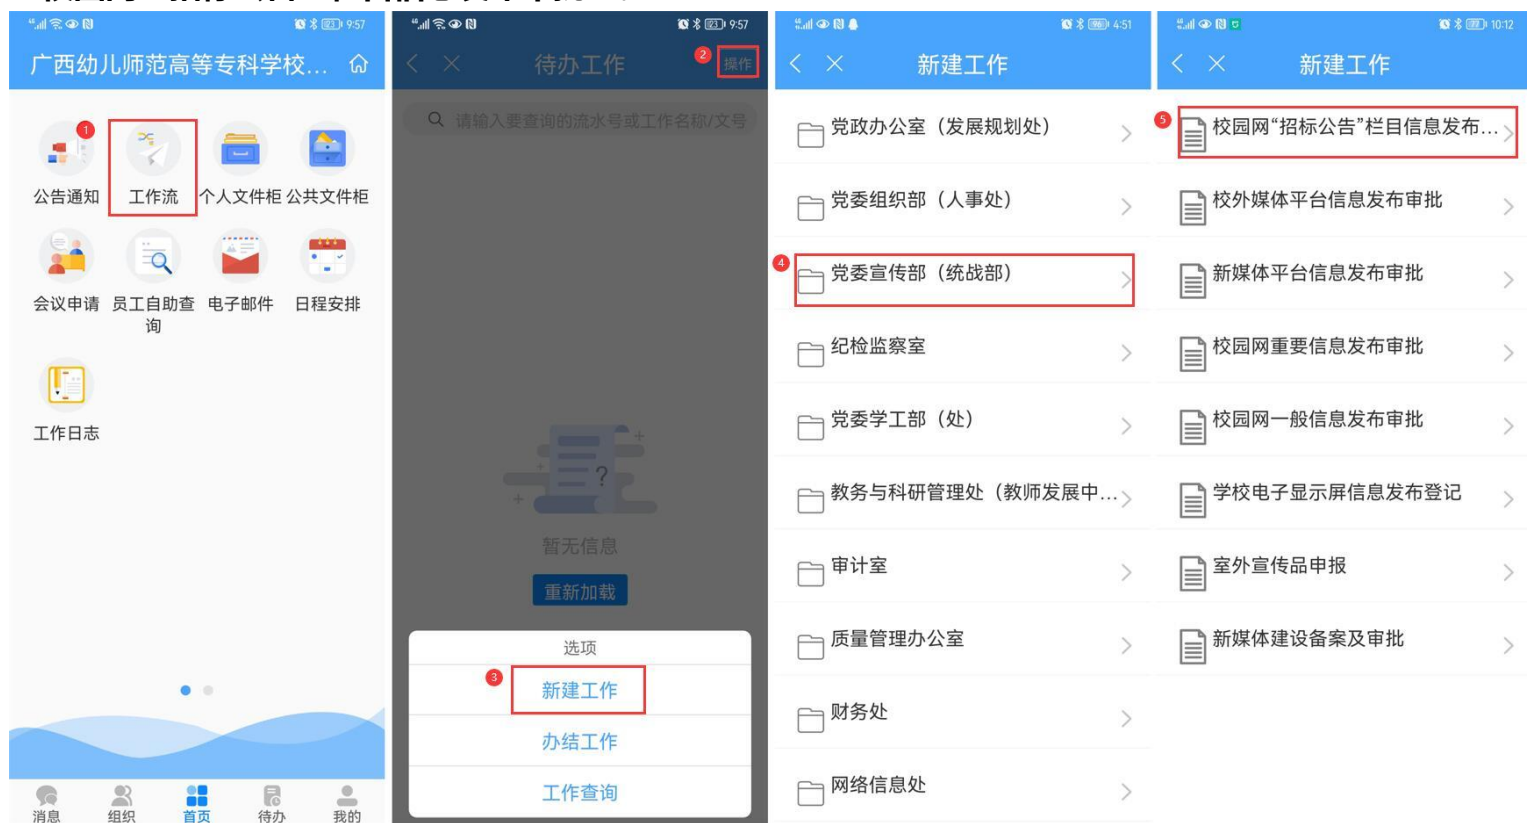 9:57
广西幼儿师范高等专科学校...
1
公告通知
工作流
个人文件柜
公共文件柜
会议申请
员工自助查
询
电子邮件
日程安排
工作日志
消息
组织
首页
待办
我的
9:57
待办工作
2
操作
请输入要查询的流水号或工作名称/文号
暂无信息
重新加载
选项
3
新建工作
办结工作
工作查询
4:51
新建工作
党政办公室（发展规划处）
党委组织部（人事处）
4
党委宣传部（统战部）
纪检监察室
党委学工部（处）
教务与科研管理处（教师发展中...
审计室
质量管理办公室
财务处
网络信息处
10:12
新建工作
5
校园网“招标公告”栏目信息发布...
校外媒体平台信息发布审批
新媒体平台信息发布审批
校园网重要信息发布审批
校园网一般信息发布审批
学校电子显示屏信息发布登记
室外宣传品申报
新媒体建设备案及审批